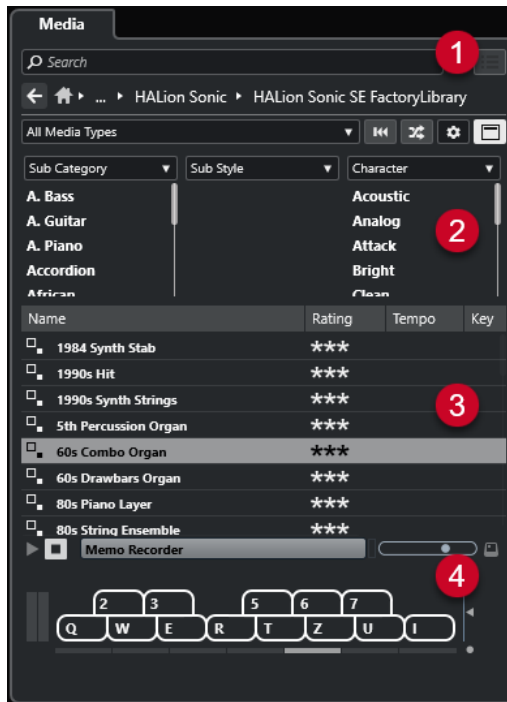 Media
Search
1
... HALion Sonic HALion Sonic SE FactoryLibrary
All Media Types
Sub Category Sub Style Character
A. Bass Acoustic
A. Guitar Analog
2
A. Piano Attack
Accordion Bright
African Clean
Name Rating Tempo Key
1984 Synth Stab ***
1990s Hit ***
1990s Synth Strings ***
3
5th Percussion Organ ***
60s Combo Organ ***
60s Drawbars Organ ***
80s Piano Layer ***
80s String Ensemble ***
Memo Recorder
4
2 3 5 6 7
Q W E R T Z U I